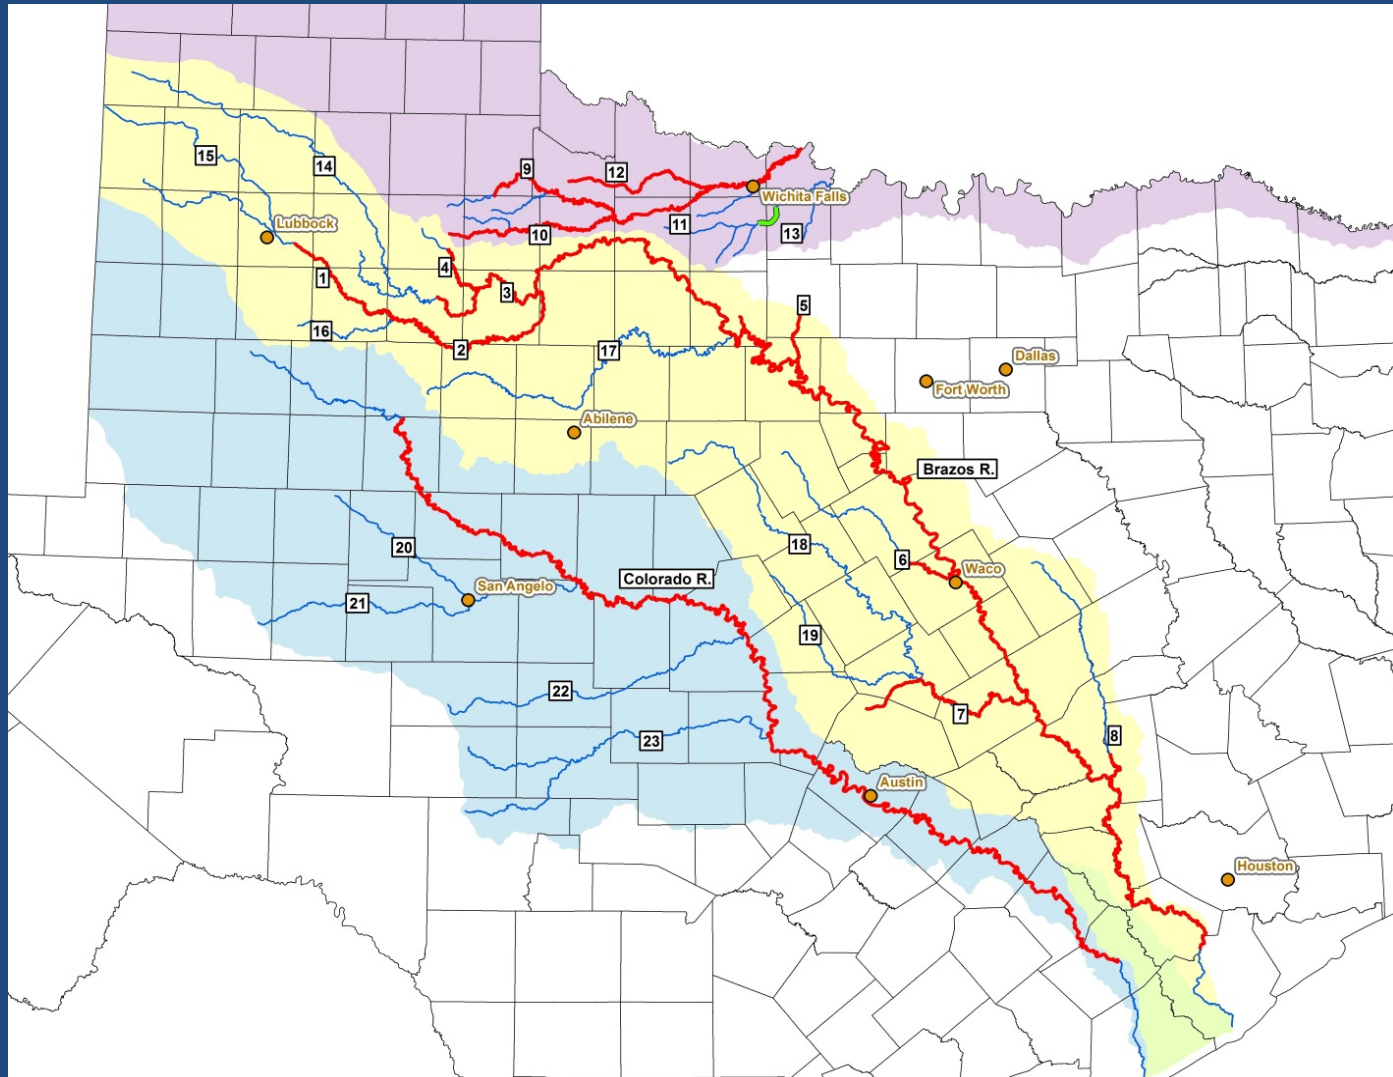 9
12
15
14
Wichita Falls
Lubbock
11
13
10
4
1
3
5
16
2
17
Dallas
Fort Worth
Abilene
Brazos R.
18
20
6
Waco
Colorado R.
San Angelo
21
19
22
7
23
8
Austin
Houston